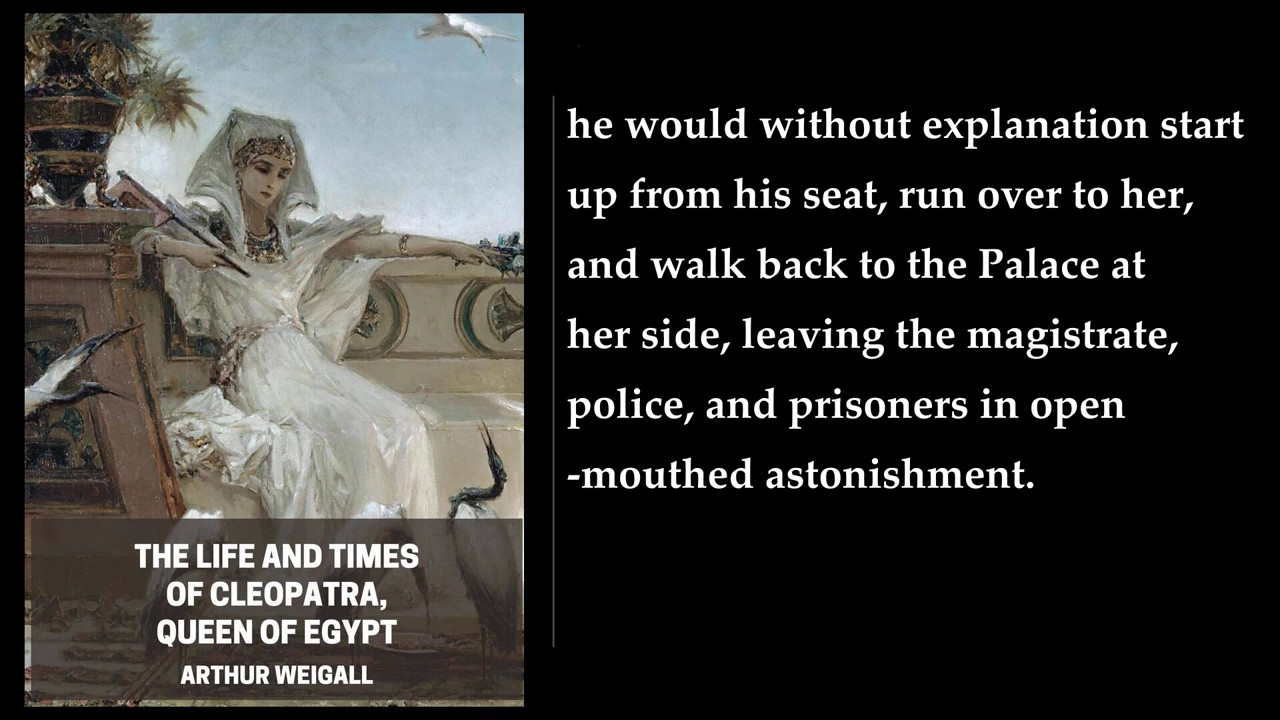 he would without explanation start
up from his seat, run over to her,
and walk back to the Palace at
her side, leaving the magistrate,
police, and prisoners in open
-mouthed astonishment.
THE LIFE AND TIMES
OF CLEOPATRA,
QUEEN OF EGYPT
ARTHUR WEIGALL